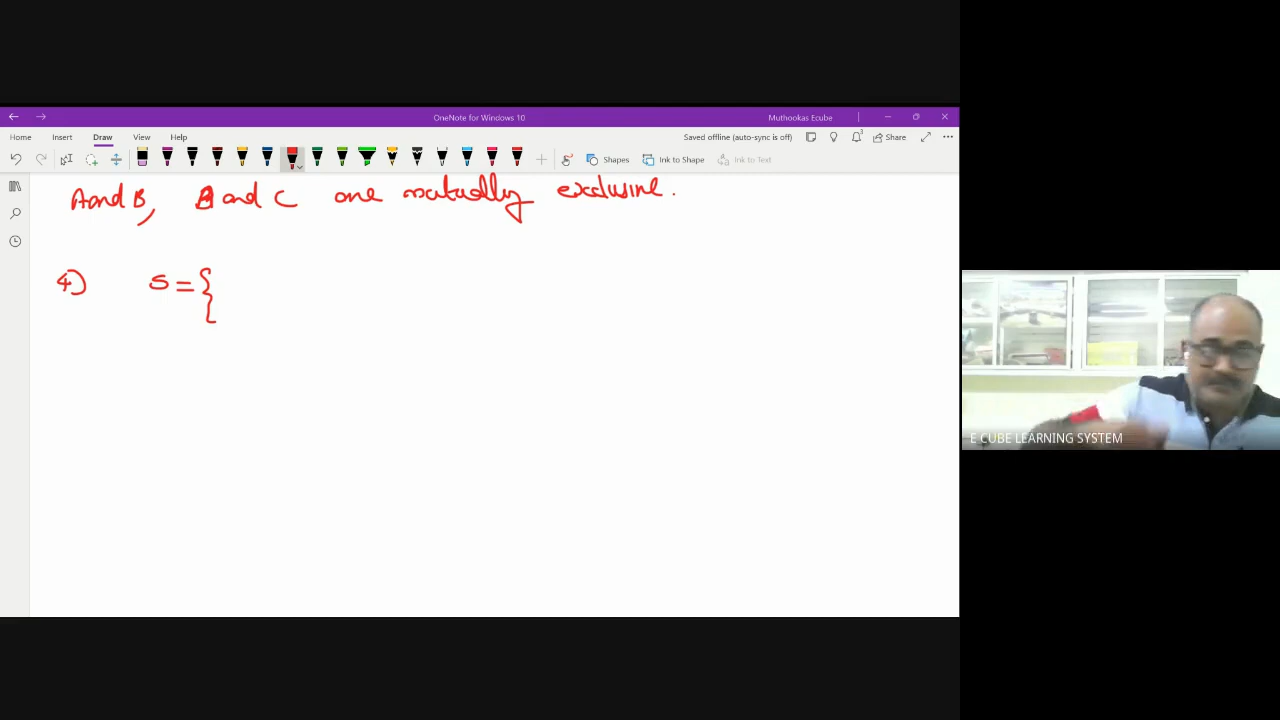 OneNote for Windows 10
Muthookas Ecube
Home Insert Draw View Help
Saved offline (auto-sync is off)
3
Share
Shapes
Ink to Shape
Ink to Text
A and B, B and C are mutually exclusive.
4) S = {
E CUBE LEARNING SYSTEM